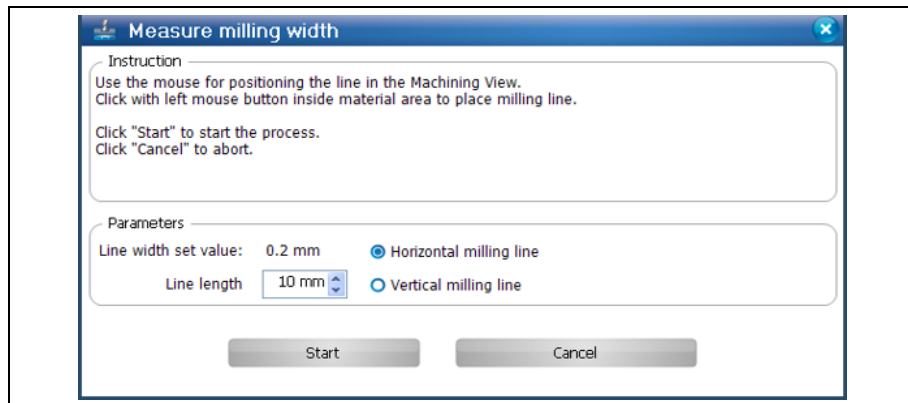 Measure milling width
Instruction
Use the mouse for positioning the line in the Machining View.
Click with left mouse button inside material area to place milling line.
Click "Start" to start the process.
Click "Cancel" to abort.
Parameters
Line width set value: 0.2 mm Horizontal milling line
Line length 10 mm Vertical milling line
Start Cancel